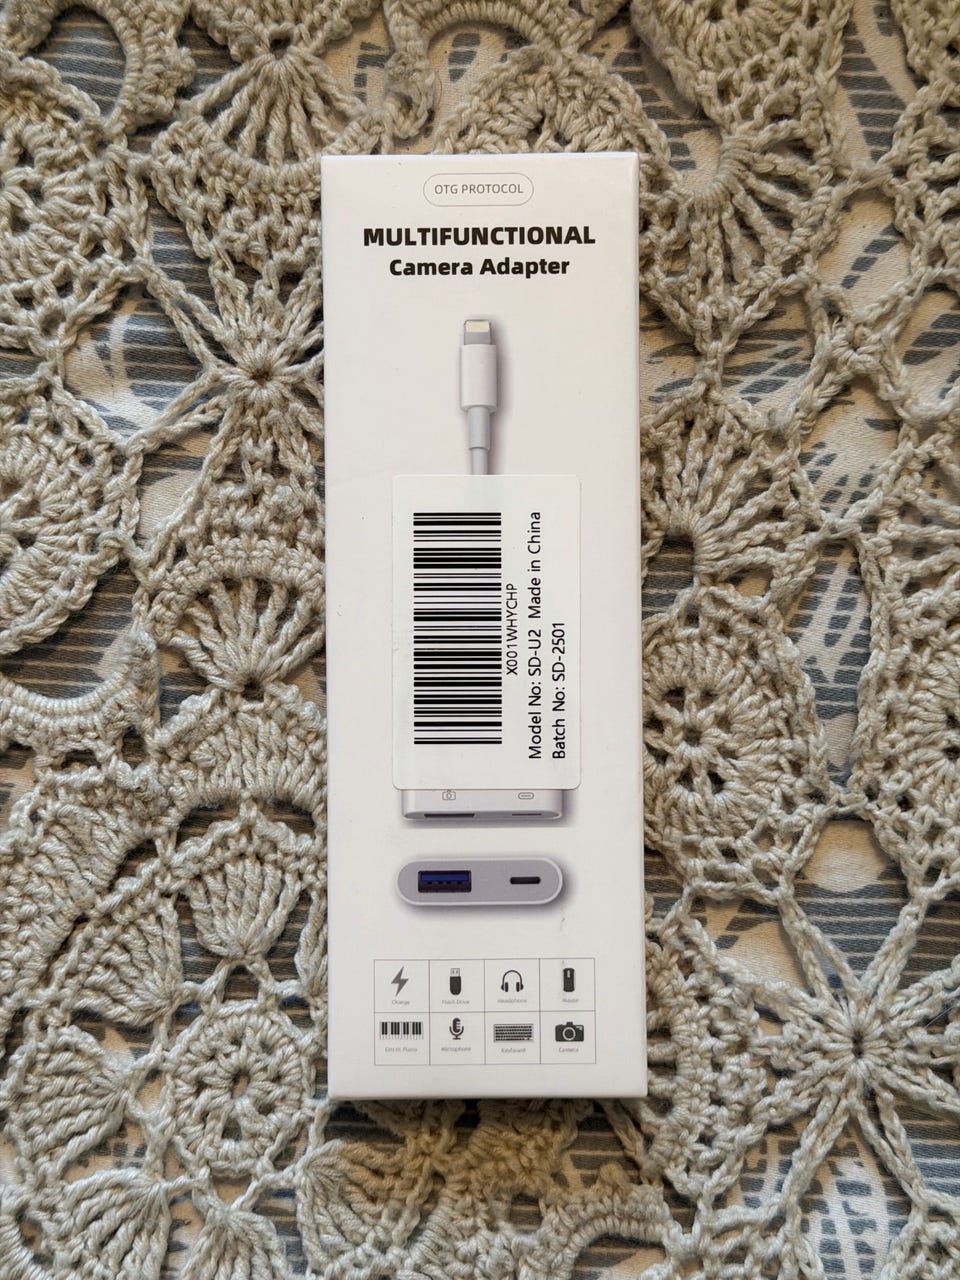 OTG PROTOCOL
MULTIFUNCTIONAL
Camera Adapter
X001WHYCHP
Model No: SD-U2 Made in China
Batch No: SD-2501
Charge
Flash Drive
Headphone
Mouse
Electric Piano
Microphone
Keyboard
Camera